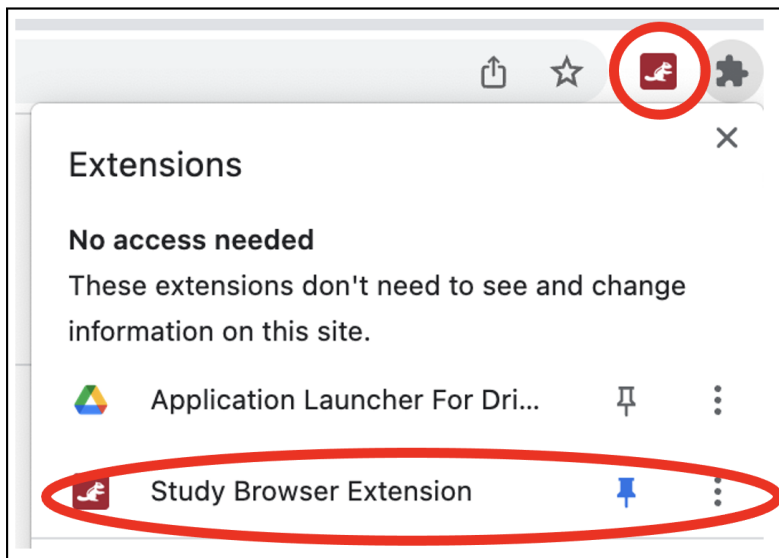 Extensions
No access needed
These extensions don't need to see and change
information on this site.
Application Launcher For Dri...
Study Browser Extension